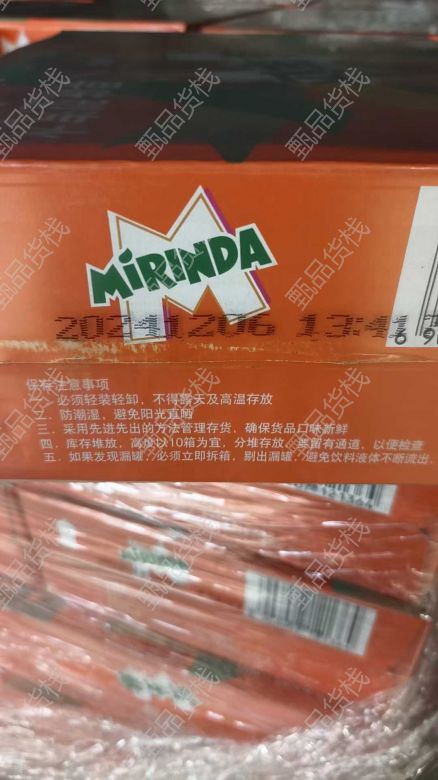 MiRINDA
20241206 13:41
保存注意事项
一、必须轻装轻卸，不得露天及高温存放
二、防潮湿，避免阳光直晒
三、采用先进先出的方法管理存货，确保货品口味新鲜
四、库存堆放，高度以10箱为宜，分堆存放，要留有通道，以便检查
五、如果发现漏罐，必须立即拆箱，剔出漏罐，避免饮料液体不断流出
甄品货栈